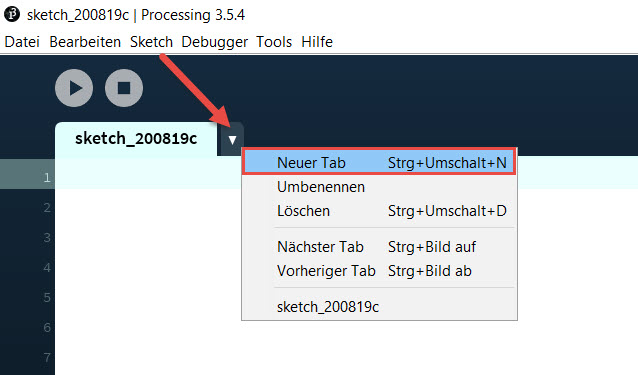 sketch_200819c | Processing 3.5.4
Datei Bearbeiten Sketch Debugger Tools Hilfe
sketch_200819c
Neuer Tab Strg+Umschalt+N
Umbenennen
Löschen Strg+Umschalt+D
Nächster Tab Strg+Bild auf
Vorheriger Tab Strg+Bild ab
sketch_200819c
1
2
3
4
5
6
7